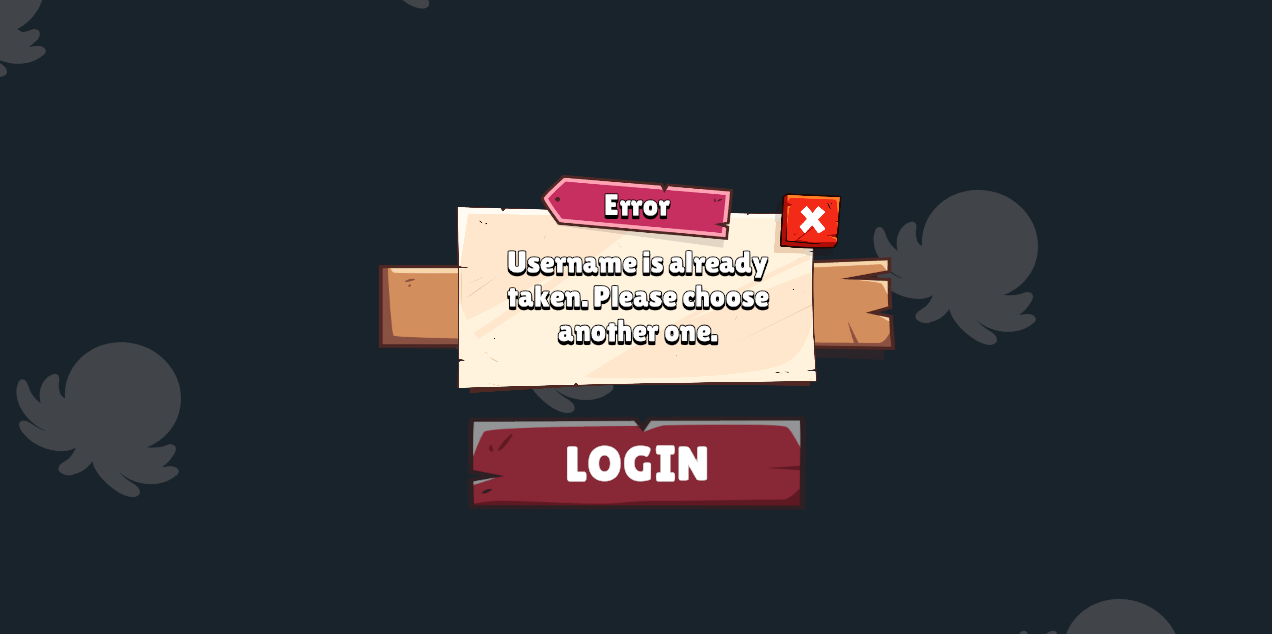 Error
Username is already
taken. Please choose
another one.
LOGIN